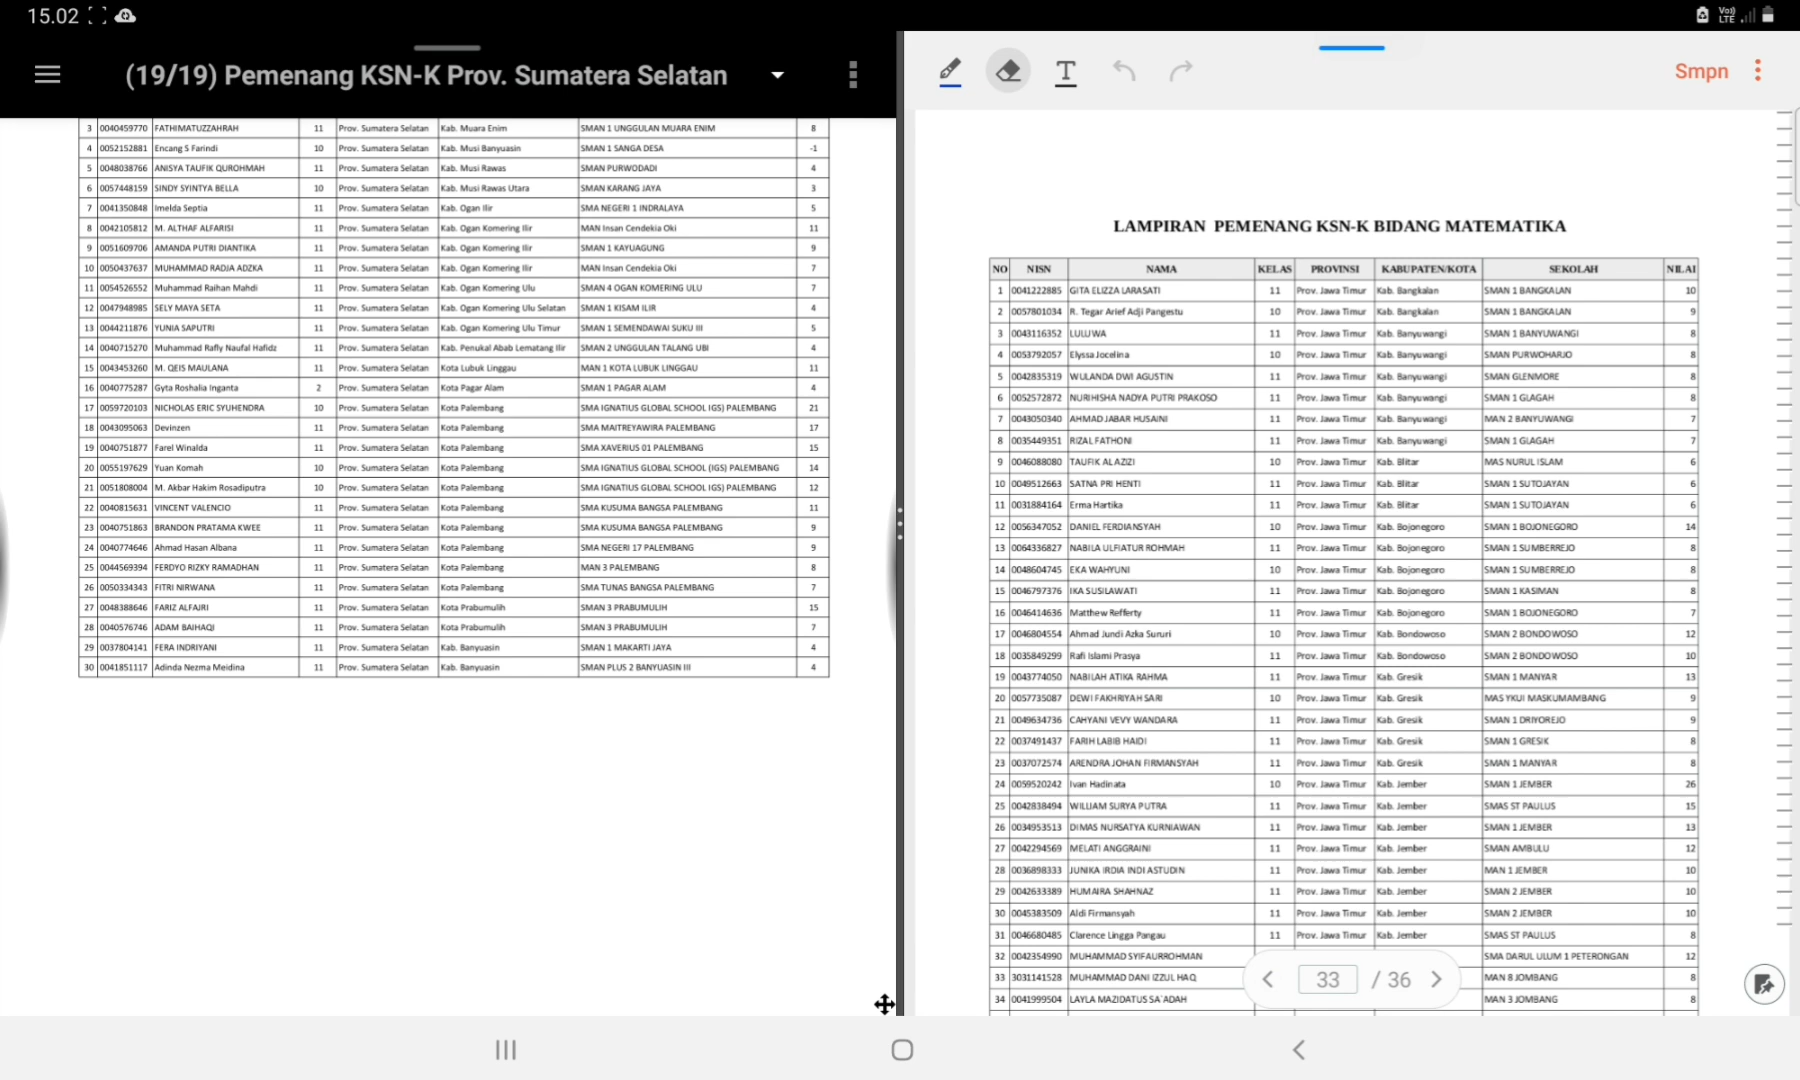 15.02
Vo) LTE
(19/19) Pemenang KSN-K Prov. Sumatera Selatan
3 0040459770 FATHIMATUZZAHRAH 11 Prov. Sumatera Selatan Kab. Muara Enim SMAN 1 UNGGULAN MUARA ENIM 8
4 0052152881 Encang S Farindi 10 Prov. Sumatera Selatan Kab. Musi Banyuasin SMAN 1 SANGA DESA -1
5 0048038766 ANISYA TAUFIK QUROHMAH 11 Prov. Sumatera Selatan Kab. Musi Rawas SMAN PURWODADI 4
6 0057448159 SINDY SYINTYA BELLA 10 Prov. Sumatera Selatan Kab. Musi Rawas Utara SMAN KARANG JAYA 3
7 0041350848 Imelda Septia 11 Prov. Sumatera Selatan Kab. Ogan Ilir SMA NEGERI 1 INDRALAYA 5
8 0042105812 M. ALTHAF ALFARISI 11 Prov. Sumatera Selatan Kab. Ogan Komering Ilir MAN Insan Cendekia Oki 11
9 0051609706 AMANDA PUTRI DIANTIKA 11 Prov. Sumatera Selatan Kab. Ogan Komering Ilir SMAN 1 KAYUAGUNG 9
10 0050437637 MUHAMMAD RADJA ADZKA 11 Prov. Sumatera Selatan Kab. Ogan Komering Ilir MAN Insan Cendekia Oki 7
11 0054526552 Muhammad Raihan Mahdi 11 Prov. Sumatera Selatan Kab. Ogan Komering Ulu SMAN 4 OGAN KOMERING ULU 7
12 0047948985 SELY MAYA SETA 11 Prov. Sumatera Selatan Kab. Ogan Komering Ulu Selatan SMAN 1 KISAM ILIR 4
13 0044211876 YUNIA SAPUTRI 11 Prov. Sumatera Selatan Kab. Ogan Komering Ulu Timur SMAN 1 SEMENDAWAI SUKU III 5
14 0040715270 Muhammad Rafly Naufal Hafidz 11 Prov. Sumatera Selatan Kab. Penukal Abab Lematang Ilir SMAN 2 UNGGULAN TALANG UBI 4
15 0043453260 M. QEIS MAULANA 11 Prov. Sumatera Selatan Kota Lubuk Linggau MAN 1 KOTA LUBUK LINGGAU 11
16 0040775287 Gyta Roshalia Inganta 2 Prov. Sumatera Selatan Kota Pagar Alam SMAN 1 PAGAR ALAM 4
17 0059720103 NICHOLAS ERIC SYUHENDRA 10 Prov. Sumatera Selatan Kota Palembang SMA IGNATIUS GLOBAL SCHOOL IGS) PALEMBANG 21
18 0043095063 Devinzen 11 Prov. Sumatera Selatan Kota Palembang SMA MAITREYAWIRA PALEMBANG 17
19 0040751877 Farel Winalda 11 Prov. Sumatera Selatan Kota Palembang SMA XAVERIUS 01 PALEMBANG 15
20 0055197629 Yuan Komah 10 Prov. Sumatera Selatan Kota Palembang SMA IGNATIUS GLOBAL SCHOOL (IGS) PALEMBANG 14
21 0051808004 M. Akbar Hakim Rosadiputra 10 Prov. Sumatera Selatan Kota Palembang SMA IGNATIUS GLOBAL SCHOOL IGS) PALEMBANG 12
22 0040815631 VINCENT VALENCIO 11 Prov. Sumatera Selatan Kota Palembang SMA KUSUMA BANGSA PALEMBANG 11
23 0040751863 BRANDON PRATAMA KWEE 11 Prov. Sumatera Selatan Kota Palembang SMA KUSUMA BANGSA PALEMBANG 9
24 0040774646 Ahmad Hasan Albana 11 Prov. Sumatera Selatan Kota Palembang SMA NEGERI 17 PALEMBANG 9
25 0044569394 FERDYO RIZKY RAMADHAN 11 Prov. Sumatera Selatan Kota Palembang MAN 3 PALEMBANG 8
26 0050334343 FITRI NIRWANA 11 Prov. Sumatera Selatan Kota Palembang SMA TUNAS BANGSA PALEMBANG 7
27 0048388646 FARIZ ALFAJRI 11 Prov. Sumatera Selatan Kota Prabumulih SMAN 3 PRABUMULIH 15
28 0040576746 ADAM BAIHAQI 11 Prov. Sumatera Selatan Kota Prabumulih SMAN 3 PRABUMULIH 7
29 0037804141 FERA INDRIYANI 11 Prov. Sumatera Selatan Kab. Banyuasin SMAN 1 MAKARTI JAYA 4
30 0041851117 Adinda Nezma Meidina 11 Prov. Sumatera Selatan Kab. Banyuasin SMAN PLUS 2 BANYUASIN III 4
T
Smpn
LAMPIRAN PEMENANG KSN-K BIDANG MATEMATIKA
NO NISN NAMA KELAS PROVINSI KABUPATEN/KOTA SEKOLAH NILAI
1 0041222885 GITA ELIZZA LARASATI 11 Prov. Jawa Timur Kab. Bangkalan SMAN 1 BANGKALAN 10
2 0057801034 R. Tegar Arief Adji Pangestu 10 Prov. Jawa Timur Kab. Bangkalan SMAN 1 BANGKALAN 9
3 0043116352 LULUWA 11 Prov. Jawa Timur Kab. Banyuwangi SMAN 1 BANYUWANGI 8
4 0053792057 Elyssa Jocelina 10 Prov. Jawa Timur Kab. Banyuwangi SMAN PURWOHARJO 8
5 0042835319 WULANDA DWI AGUSTIN 11 Prov. Jawa Timur Kab. Banyuwangi SMAN GLENMORE 8
6 0052572872 NURIHISHA NADYA PUTRI PRAKOSO 11 Prov. Jawa Timur Kab. Banyuwangi SMAN 1 GLAGAH 8
7 0043050340 AHMAD JABAR HUSAINI 11 Prov. Jawa Timur Kab. Banyuwangi MAN 2 BANYUWANGI 7
8 0035449351 RIZAL FATHONI 11 Prov. Jawa Timur Kab. Banyuwangi SMAN 1 GLAGAH 7
9 0046088080 TAUFIK AL AZIZI 10 Prov. Jawa Timur Kab. Blitar MAS NURUL ISLAM 6
10 0049512663 SATNA PRI HENTI 11 Prov. Jawa Timur Kab. Blitar SMAN 1 SUTOJAYAN 6
11 0031884164 Erma Hartika 11 Prov. Jawa Timur Kab. Blitar SMAN 1 SUTOJAYAN 6
12 0056347052 DANIEL FERDIANSYAH 10 Prov. Jawa Timur Kab. Bojonegoro SMAN 1 BOJONEGORO 14
13 0064336827 NABILA ULFIATUR ROHMAH 11 Prov. Jawa Timur Kab. Bojonegoro SMAN 1 SUMBERREJO 8
14 0048604745 EKA WAHYUNI 10 Prov. Jawa Timur Kab. Bojonegoro SMAN 1 SUMBERREJO 8
15 0046797376 IKA SUSILAWATI 11 Prov. Jawa Timur Kab. Bojonegoro SMAN 1 KASIMAN 8
16 0046414636 Matthew Refferty 11 Prov. Jawa Timur Kab. Bojonegoro SMAN 1 BOJONEGORO 7
17 0046804554 Ahmad Jundi Azka Sururi 10 Prov. Jawa Timur Kab. Bondowoso SMAN 2 BONDOWOSO 12
18 0035849299 Rafi Islami Prasya 11 Prov. Jawa Timur Kab. Bondowoso SMAN 2 BONDOWOSO 10
19 0043774050 NABILAH ATIKA RAHMA 11 Prov. Jawa Timur Kab. Gresik SMAN 1 MANYAR 13
20 0057735087 DEWI FAKHRIYAH SARI 10 Prov. Jawa Timur Kab. Gresik MAS YKUI MASKUMAMBANG 9
21 0049634736 CAHYANI VEVY WANDARA 11 Prov. Jawa Timur Kab. Gresik SMAN 1 DRIYOREJO 9
22 0037491437 FARIH LABIB HAIDI 11 Prov. Jawa Timur Kab. Gresik SMAN 1 GRESIK 8
23 0037072574 ARENDRA JOHAN FIRMANSYAH 11 Prov. Jawa Timur Kab. Gresik SMAN 1 MANYAR 8
24 0059520242 Ivan Hadinata 10 Prov. Jawa Timur Kab. Jember SMAN 1 JEMBER 26
25 0042838494 WILLIAM SURYA PUTRA 11 Prov. Jawa Timur Kab. Jember SMAS ST PAULUS 15
26 0034953513 DIMAS NURSATYA KURNIAWAN 11 Prov. Jawa Timur Kab. Jember SMAN 1 JEMBER 13
27 0042294569 MELATI ANGGRAINI 11 Prov. Jawa Timur Kab. Jember SMAN AMBULU 12
28 0036898333 JUNIKA IRDIA INDI ASTUDIN 11 Prov. Jawa Timur Kab. Jember MAN 1 JEMBER 10
29 0042633389 HUMAIRA SHAHNAZ 11 Prov. Jawa Timur Kab. Jember SMAN 2 JEMBER 10
30 0045383509 Aldi Firmansyah 11 Prov. Jawa Timur Kab. Jember SMAN 2 JEMBER 10
31 0046680485 Clarence Lingga Pangau 11 Prov. Jawa Timur Kab. Jember SMAS ST PAULUS 8
32 0042354990 MUHAMMAD SYIFAURROHMAN SMA DARUL ULUM 1 PETERONGAN 12
33 3031141528 MUHAMMAD DANI IZZUL HAQ MAN 8 JOMBANG 8
34 0041999504 LAYLA MAZIDATUS SA`ADAH MAN 3 JOMBANG 8
33 / 36